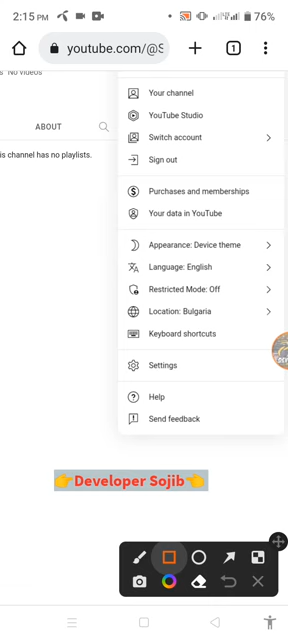 2:15 PM
76%
youtube.com/@S
1
s No videos
ABOUT
is channel has no playlists.
Your channel
YouTube Studio
Switch account
Sign out
Purchases and memberships
Your data in YouTube
Appearance: Device theme
Language: English
Restricted Mode: Off
Location: Bulgaria
Keyboard shortcuts
Settings
Help
Send feedback
👉Developer Sojib👈